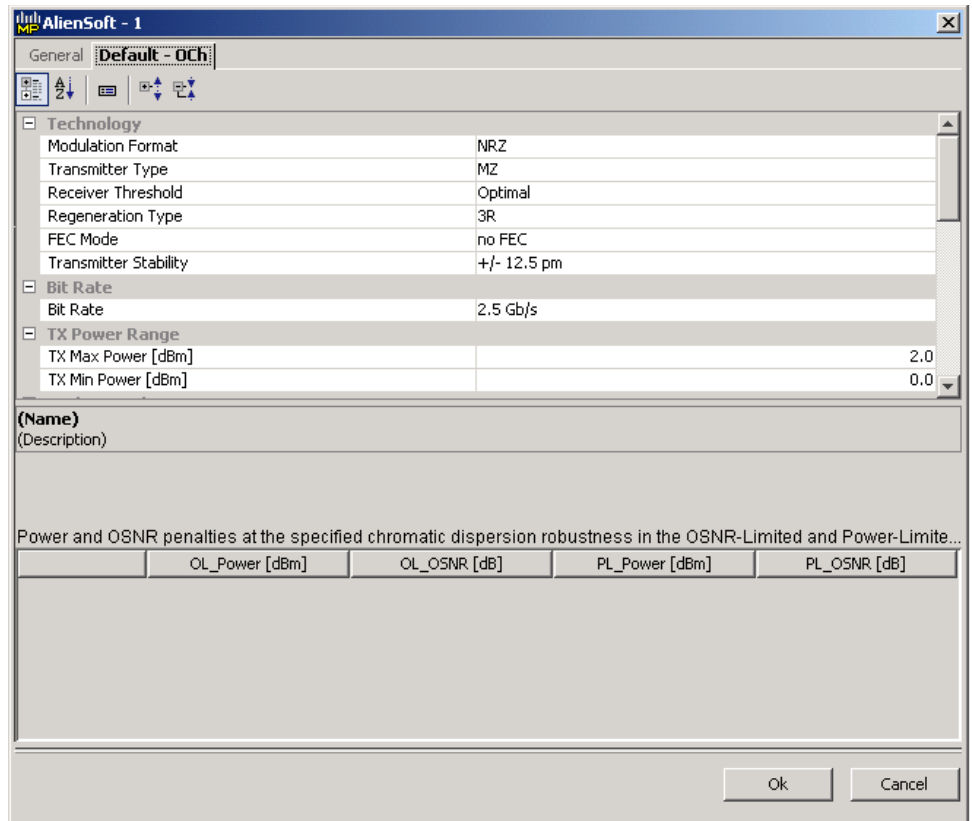 AlienSoft - 1
General Default - OCh
Technology
Modulation Format NRZ
Transmitter Type MZ
Receiver Threshold Optimal
Regeneration Type 3R
FEC Mode no FEC
Transmitter Stability +/- 12.5 pm
Bit Rate
Bit Rate 2.5 Gb/s
TX Power Range
TX Max Power [dBm] 2.0
TX Min Power [dBm] 0.0
(Name)
(Description)
Power and OSNR penalties at the specified chromatic dispersion robustness in the OSNR-Limited and Power-Limite...
OL_Power [dBm] OL_OSNR [dB] PL_Power [dBm] PL_OSNR [dB]
Ok Cancel